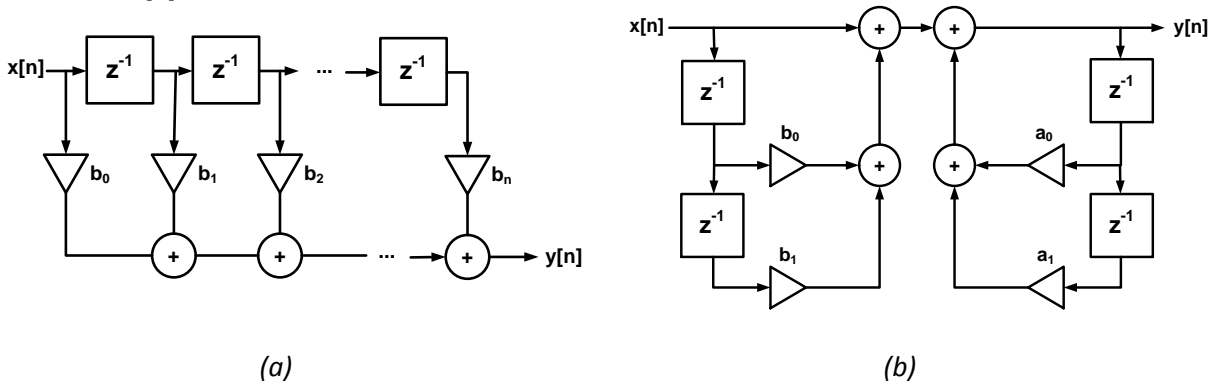 x[n] z⁻¹ z⁻¹ ... z⁻¹
b₀ b₁ b₂ bₙ
+ + ... + y[n]
(a)
x[n] + + y[n]
z⁻¹ z⁻¹
b₀ + + a₀
z⁻¹ z⁻¹
b₁ a₁
(b)